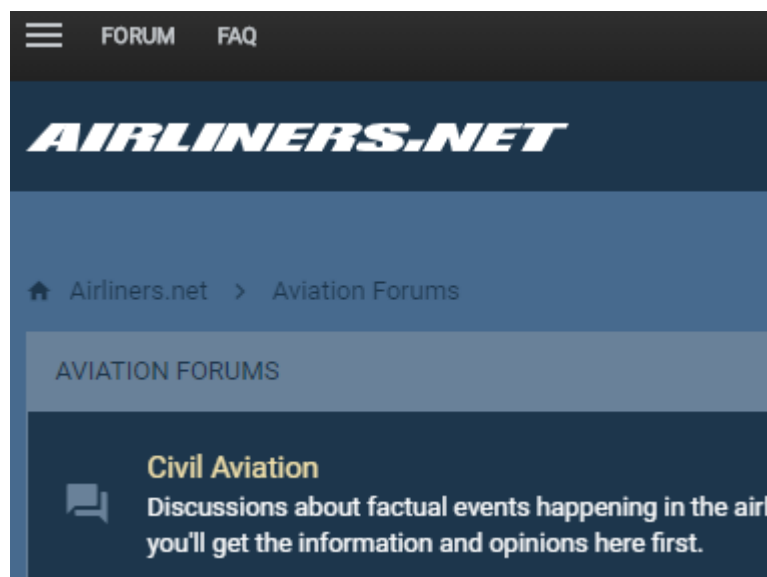 FORUM FAQ
AIRLINERS.NET
Airliners.net > Aviation Forums
AVIATION FORUMS
Civil Aviation
Discussions about factual events happening in the
you'll get the information and opinions here first.